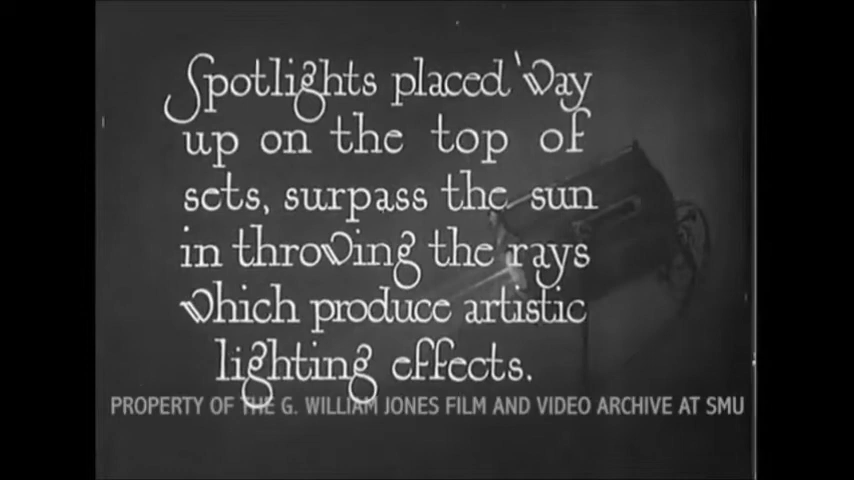 Spotlights placed 'way
up on the top of
sets, surpass the sun
in throwing the rays
which produce artistic
lighting effects.
PROPERTY OF THE G. WILLIAM JONES FILM AND VIDEO ARCHIVE AT SMU